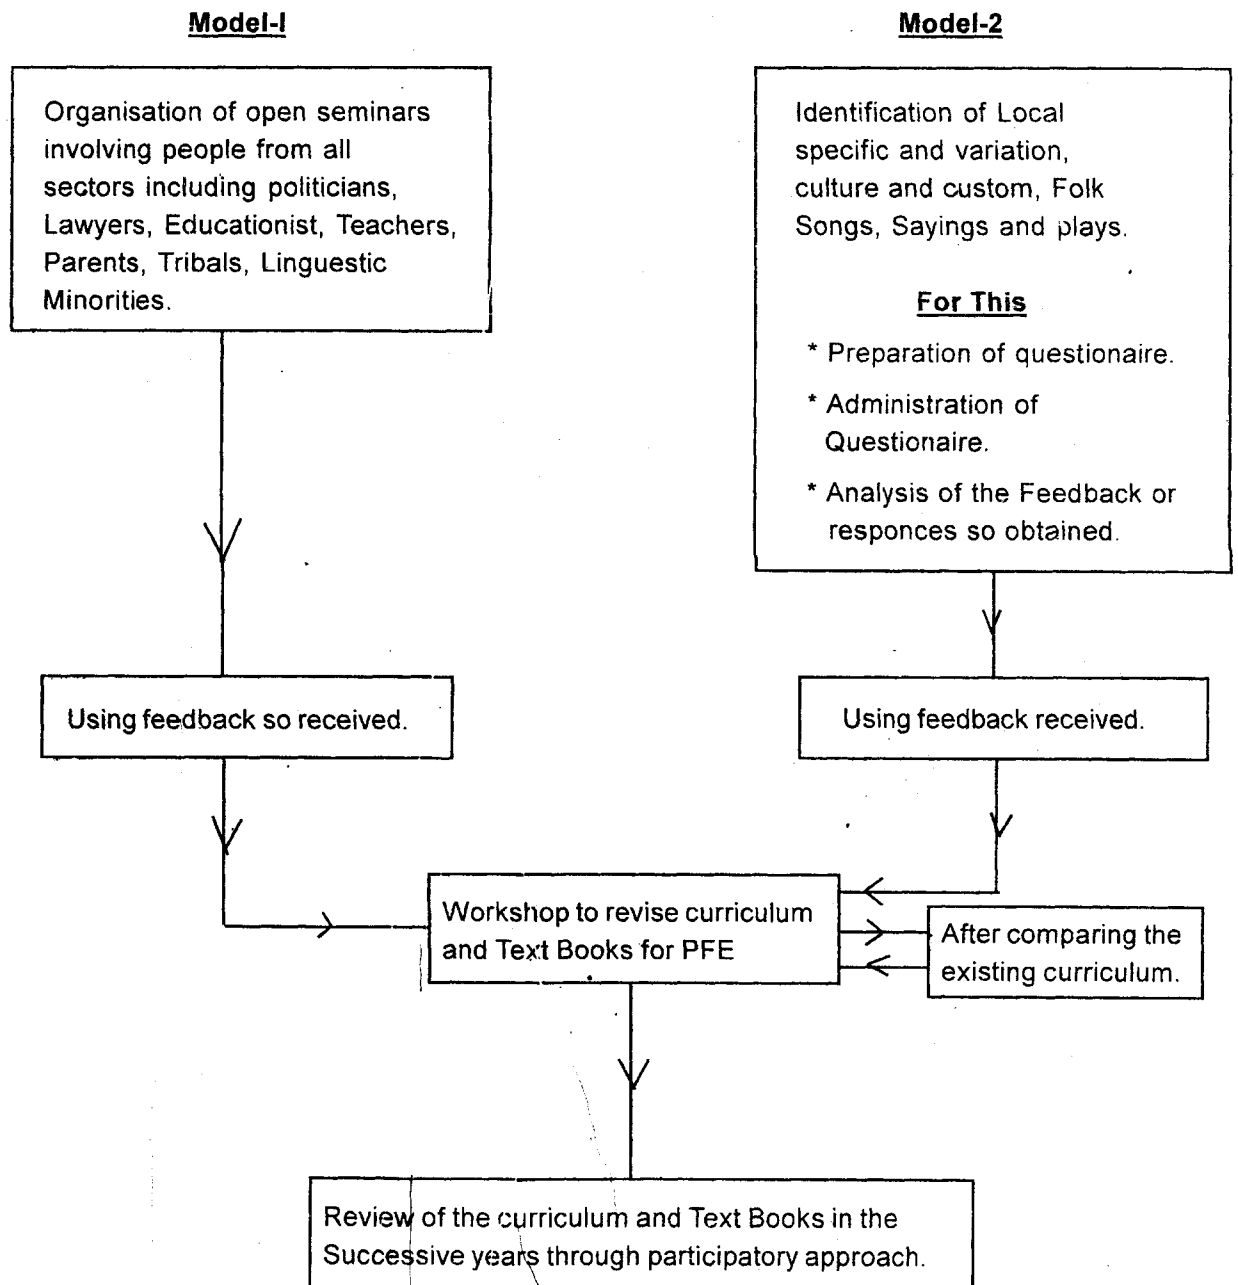 Model-I
Organisation of open seminars
involving people from all
sectors including politicians,
Lawyers, Educationist, Teachers,
Parents, Tribals, Linguestic
Minorities.
Using feedback so received.
Model-2
Identification of Local
specific and variation,
culture and custom, Folk
Songs, Sayings and plays.
For This
* Preparation of questionaire.
* Administration of
Questionaire.
* Analysis of the Feedback or
responces so obtained.
Using feedback received.
Workshop to revise curriculum
and Text Books for PFE
After comparing the
existing curriculum.
Review of the curriculum and Text Books in the
Successive years through participatory approach.